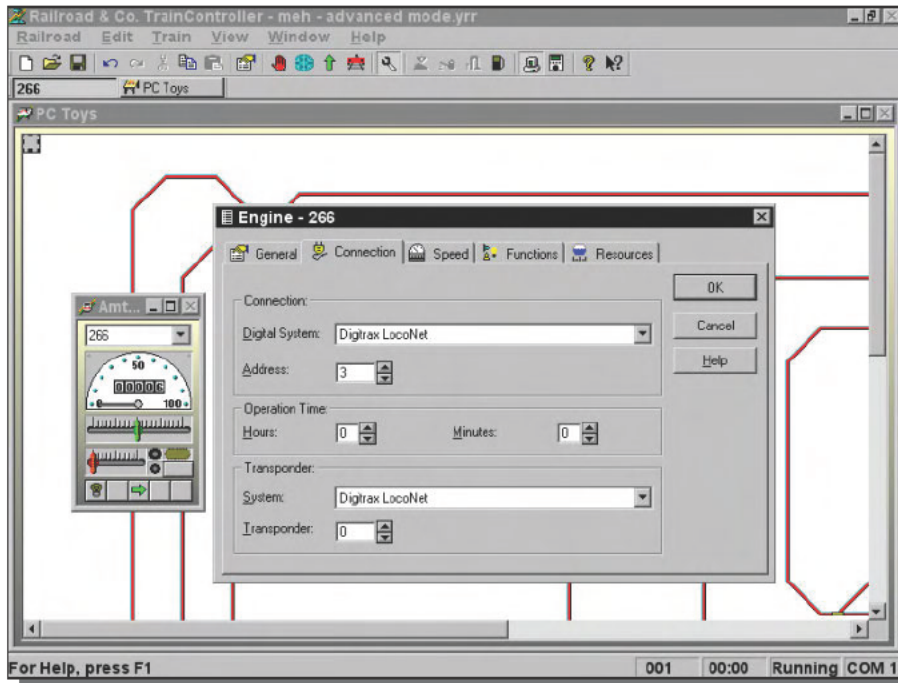 Railroad & Co. TrainController - meh - advanced mode.yrr
Railroad Edit Train View Window Help
266 PC Toys
PC Toys
Engine - 266
General Connection Speed Functions Resources
Connection:
Digital System: Digitrax LocoNet
Address: 3
Operation Time:
Hours: 0 Minutes: 0
Transponder:
System: Digitrax LocoNet
Transponder: 0
OK
Cancel
Help
Amt...
266
50
00006
0 100
For Help, press F1 001 00:00 Running COM 1